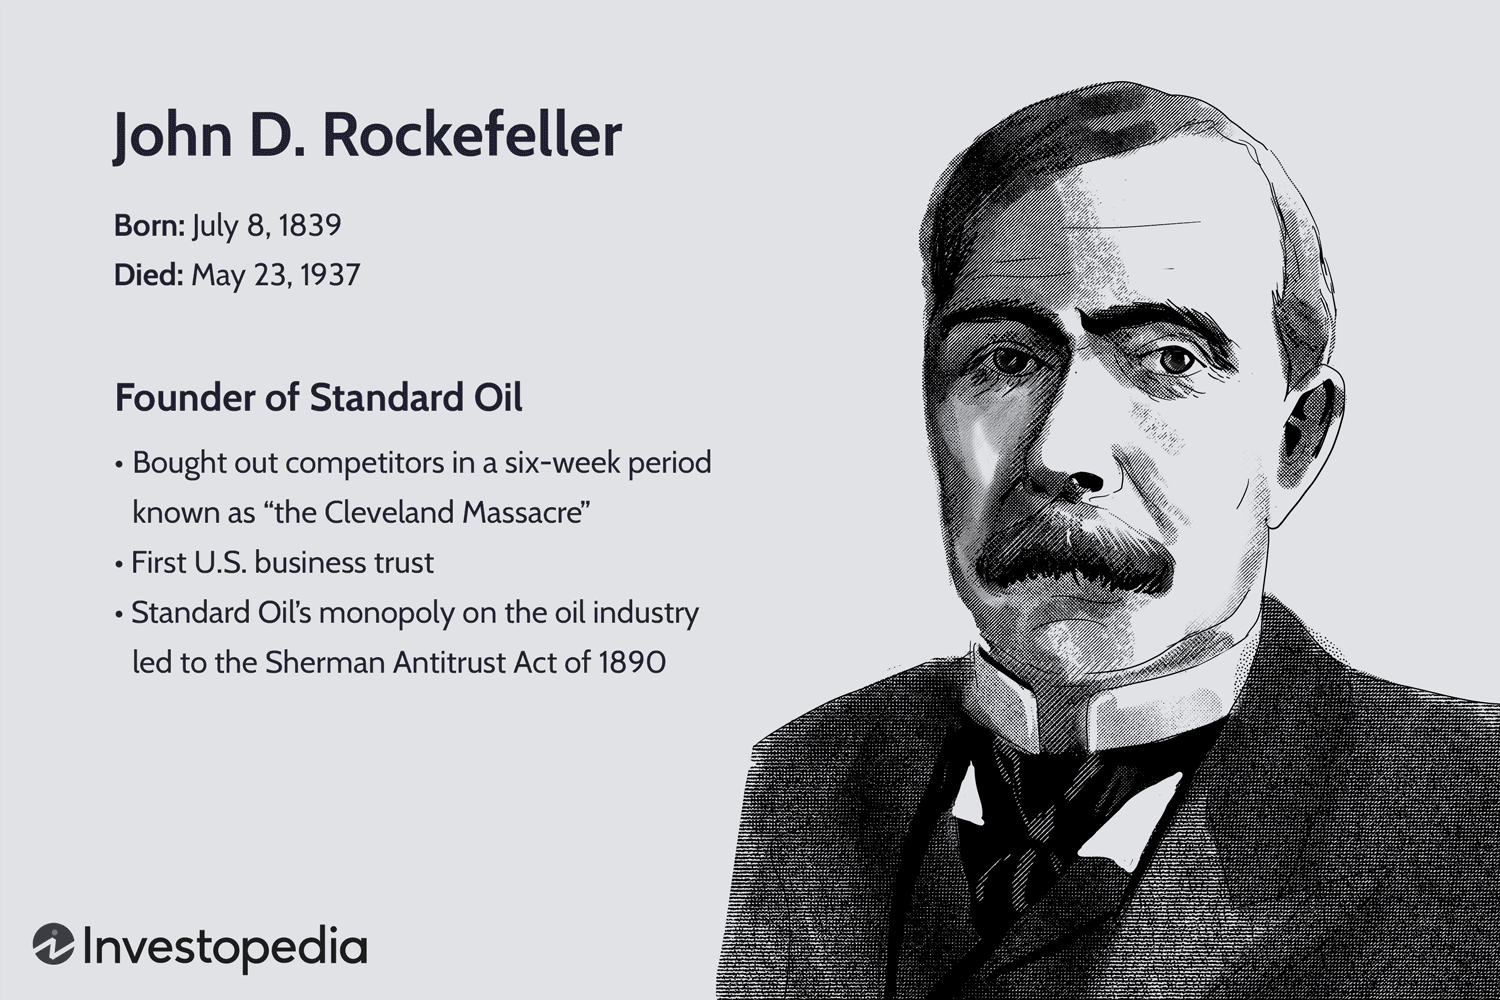 John D. Rockefeller
Born: July 8, 1839
Died: May 23, 1937
Founder of Standard Oil
• Bought out competitors in a six-week period
known as “the Cleveland Massacre”
• First U.S. business trust
• Standard Oil’s monopoly on the oil industry
led to the Sherman Antitrust Act of 1890
Investopedia